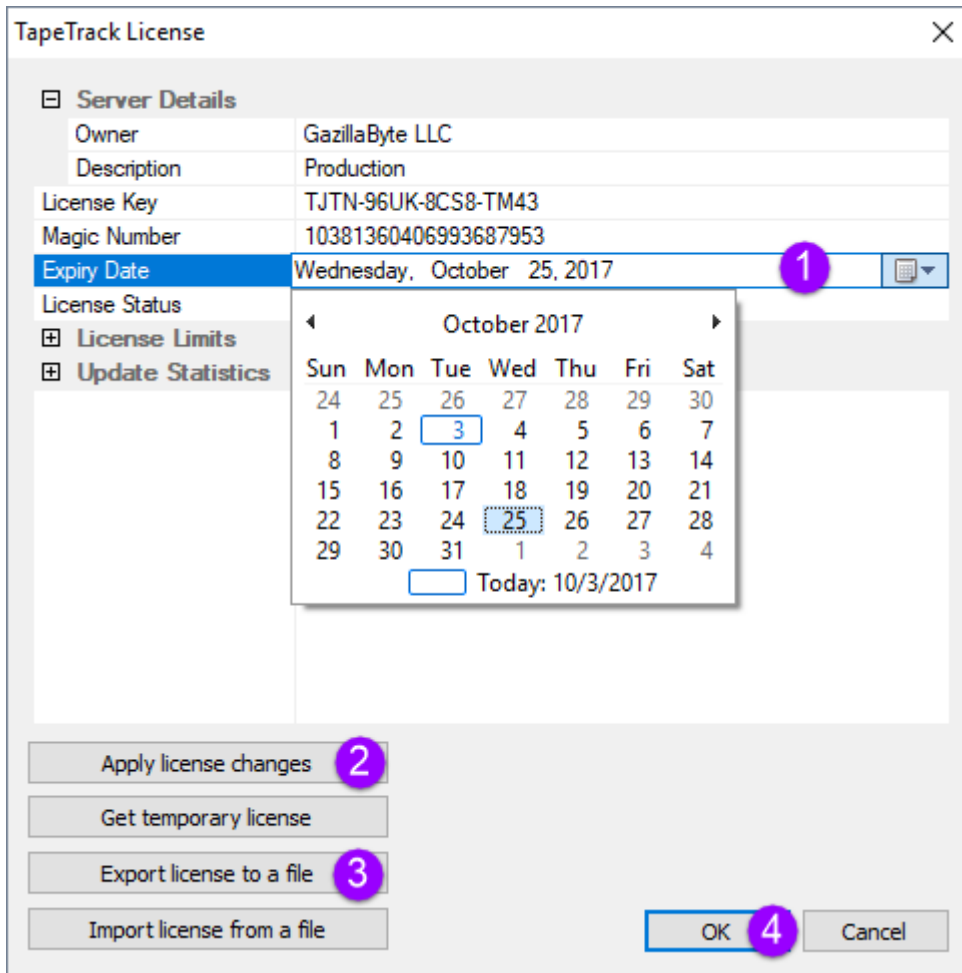 TapeTrack License
Server Details
Owner GazillaByte LLC
Description Production
License Key TJTN-96UK-8CS8-TM43
Magic Number 10381360406993687953
Expiry Date Wednesday, October 25, 2017 1
License Status
License Limits
Update Statistics
October 2017
Sun Mon Tue Wed Thu Fri Sat
24 25 26 27 28 29 30
1 2 3 4 5 6 7
8 9 10 11 12 13 14
15 16 17 18 19 20 21
22 23 24 25 26 27 28
29 30 31 1 2 3 4
Today: 10/3/2017
Apply license changes 2
Get temporary license
Export license to a file 3
Import license from a file
OK 4 Cancel